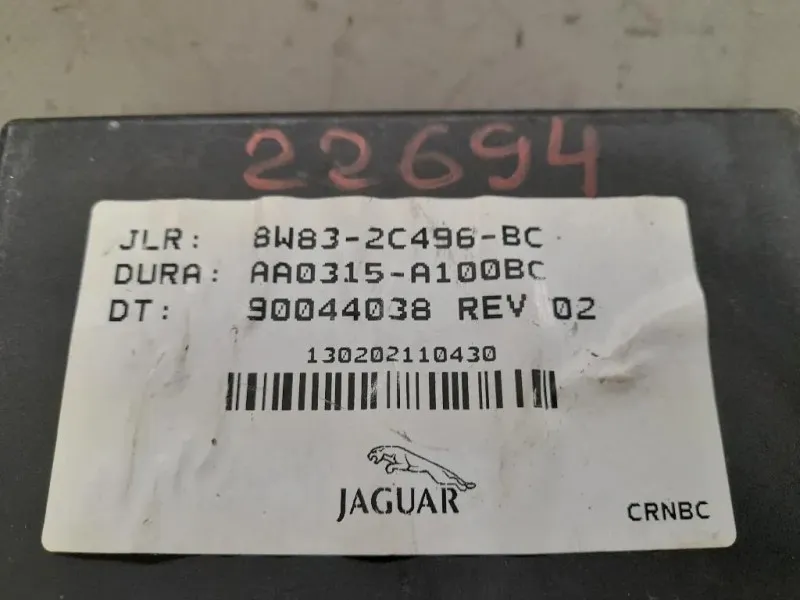 22694
JLR: 8W83-2C496-BC
DURA: AA0315-A100BC
DT: 90044038 REV 02
130202110430
JAGUAR
CRNBC